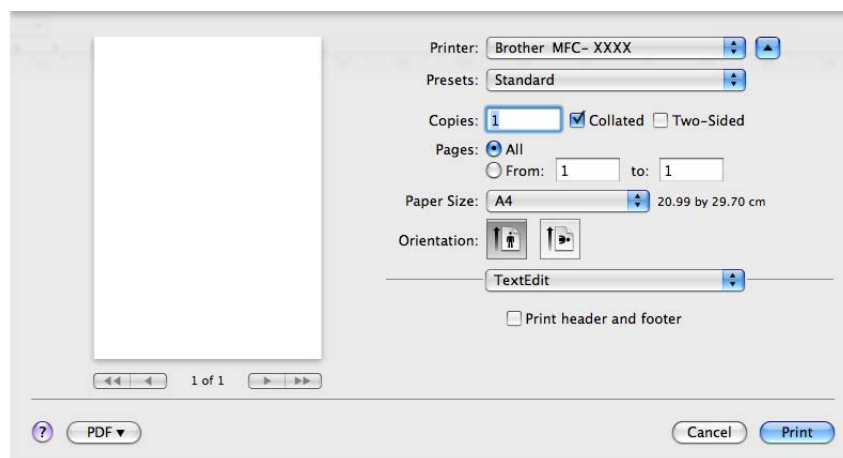 Printer: Brother MFC- XXXX
Presets: Standard
Copies: 1 Collated Two-Sided
Pages: All
From: 1 to: 1
Paper Size: A4 20.99 by 29.70 cm
Orientation:
TextEdit
Print header and footer
1 of 1
? PDF▼ Cancel Print